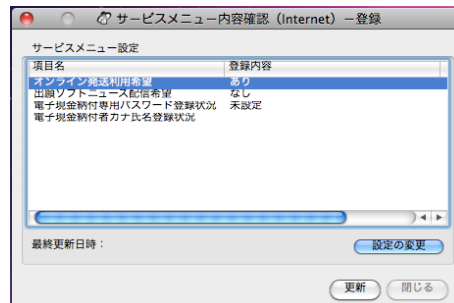 サービスメニュー内容確認（Internet）－登録
サービスメニュー設定
項目名 登録内容
オンライン発送利用希望 あり
出願ソフトニュース配信希望 なし
電子現金納付専用パスワード登録状況 未設定
電子現金納付者カナ氏名登録状況
最終更新日時：
設定の変更
更新 閉じる